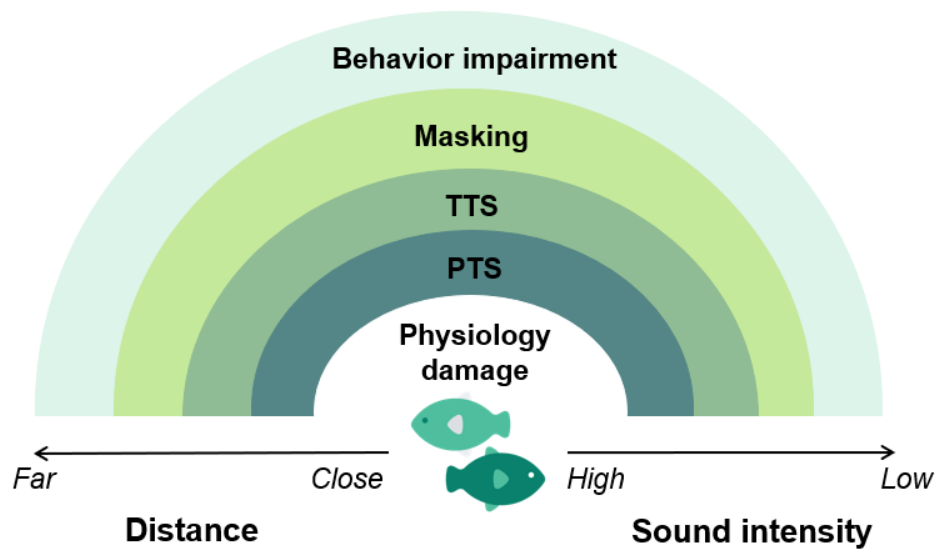 Behavior impairment
Masking
TTS
PTS
Physiology
damage
Far
Close
High
Low
Distance
Sound intensity